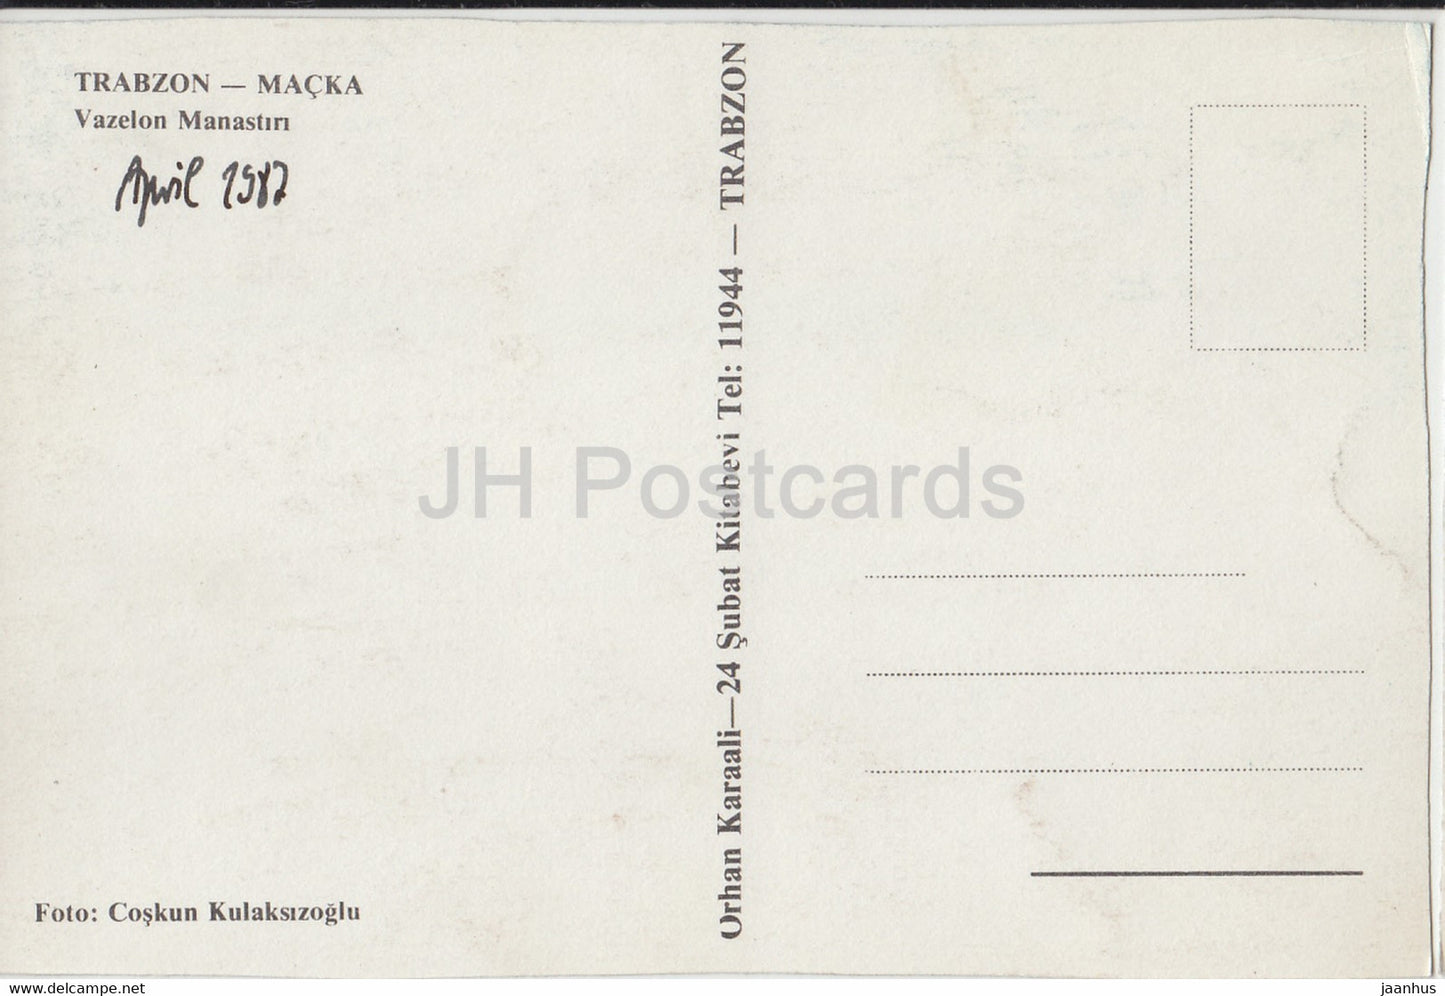 TRABZON — MAÇKA
Vazelon Manastırı
April 1987
Orhan Karaali—24 Şubat Kitabevi Tel: 11944 — TRABZON
JH Postcards
Foto: Coşkun Kulaksızoğlu
https://www.delcampe.net
jaanhus